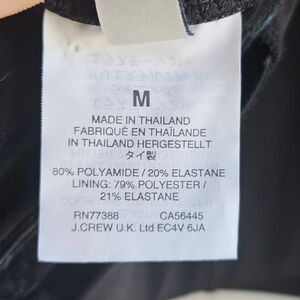 M
MADE IN THAILAND
FABRIQUÉ EN THAÏLANDE
IN THAILAND HERGESTELLT
タイ製
80% POLYAMIDE / 20% ELASTANE
LINING: 79% POLYESTER /
21% ELASTANE
RN77388 CA56445
J.CREW U.K. Ltd EC4V 6JA